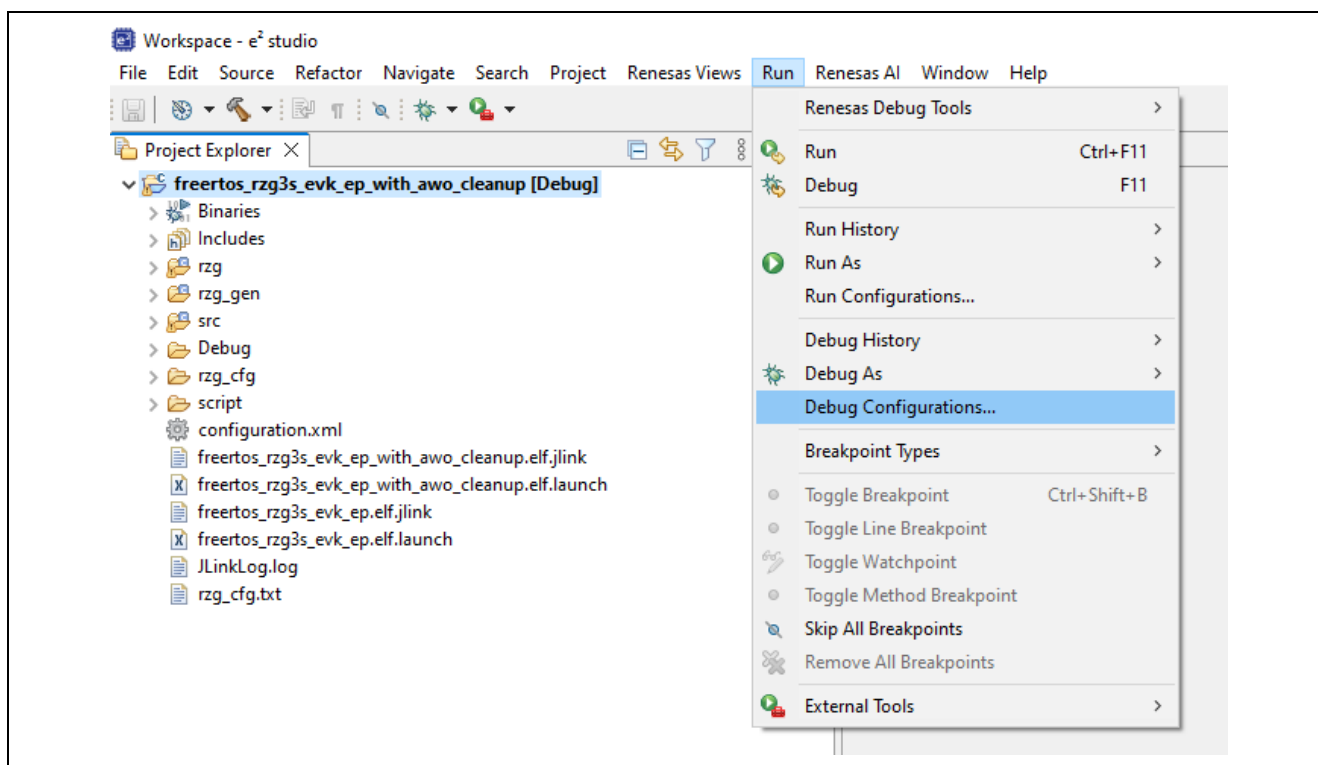 Workspace - e² studio
File Edit Source Refactor Navigate Search Project Renesas Views Run Renesas AI Window Help
Project Explorer
freertos_rzg3s_evk_ep_with_awo_cleanup [Debug]
Binaries
Includes
rzg
rzg_gen
src
Debug
rzg_cfg
script
configuration.xml
freertos_rzg3s_evk_ep_with_awo_cleanup.elf.jlink
freertos_rzg3s_evk_ep_with_awo_cleanup.elf.launch
freertos_rzg3s_evk_ep.elf.jlink
freertos_rzg3s_evk_ep.elf.launch
JLinkLog.log
rzg_cfg.txt
Renesas Debug Tools
Run Ctrl+F11
Debug F11
Run History
Run As
Run Configurations...
Debug History
Debug As
Debug Configurations...
Breakpoint Types
Toggle Breakpoint Ctrl+Shift+B
Toggle Line Breakpoint
Toggle Watchpoint
Toggle Method Breakpoint
Skip All Breakpoints
Remove All Breakpoints
External Tools